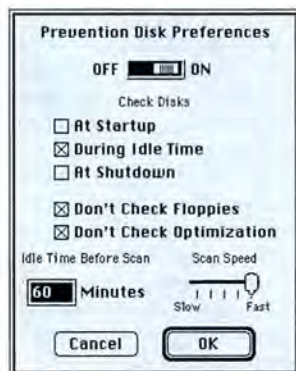 Prevention Disk Preferences
OFF ON
Check Disks
At Startup
During Idle Time
At Shutdown
Don't Check Floppies
Don't Check Optimization
Idle Time Before Scan Scan Speed
60 Minutes
Slow Fast
Cancel OK